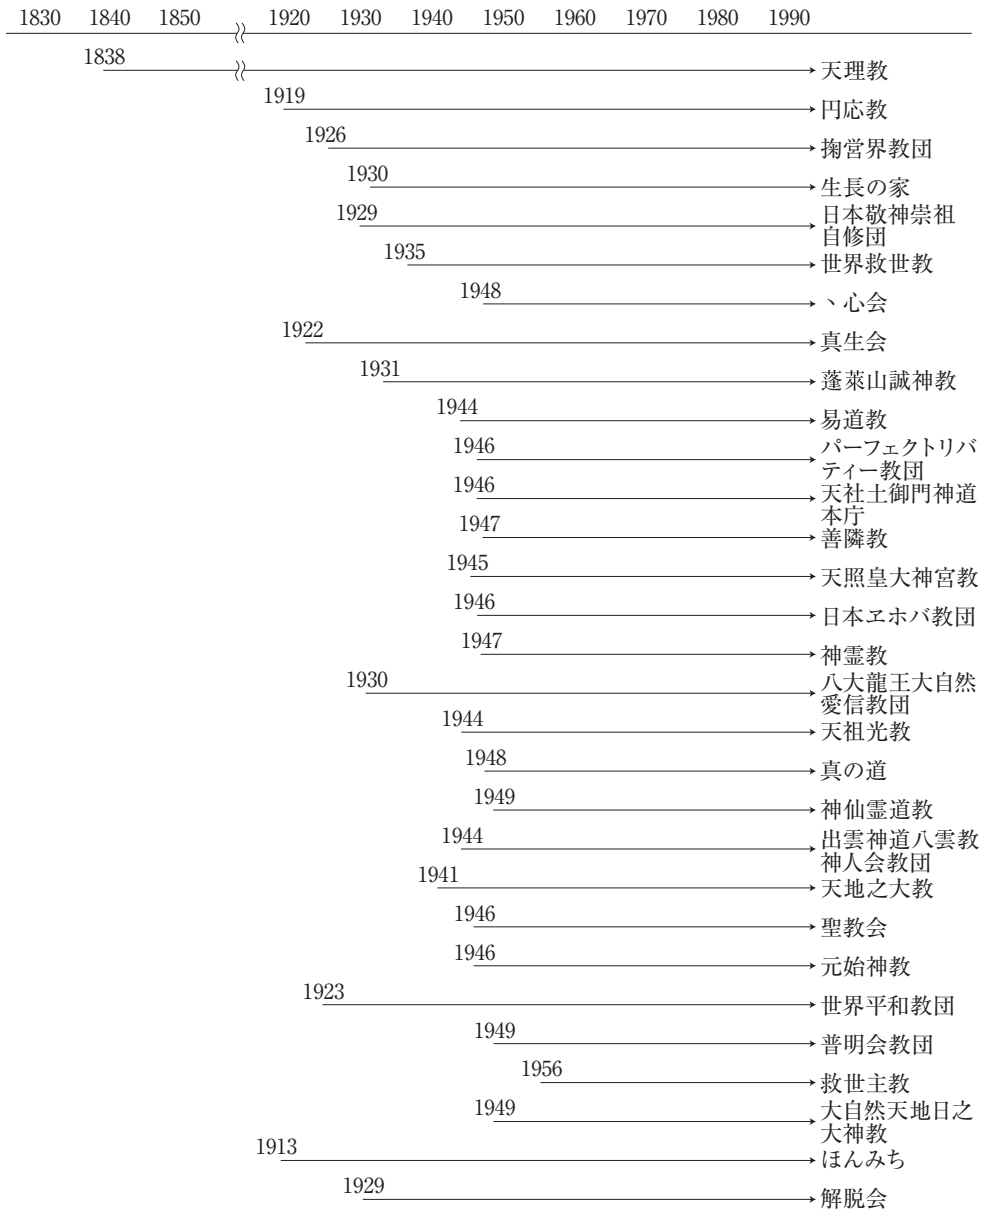 1830 1840 1850 1920 1930 1940 1950 1960 1970 1980 1990
1838
天理教
1919
円応教
1926
掬営界教団
1930
生長の家
1929
日本敬神崇祖
自修団
1935
世界救世教
1948
丶心会
1922
真生会
1931
蓬萊山誠神教
1944
易道教
1946
パーフェクトリバ
ティー教団
1946
天社土御門神道
本庁
1947
善隣教
1945
天照皇大神宮教
1946
日本ヱホバ教団
1947
神霊教
1930
八大龍王大自然
愛信教団
1944
天祖光教
1948
真の道
1949
神仙霊道教
1944
出雲神道八雲教
神人会教団
1941
天地之大教
1946
聖教会
1946
元始神教
1923
世界平和教団
1949
普明会教団
1956
救世主教
1949
大自然天地日之
大神教
1913
ほんみち
1929
解脱会